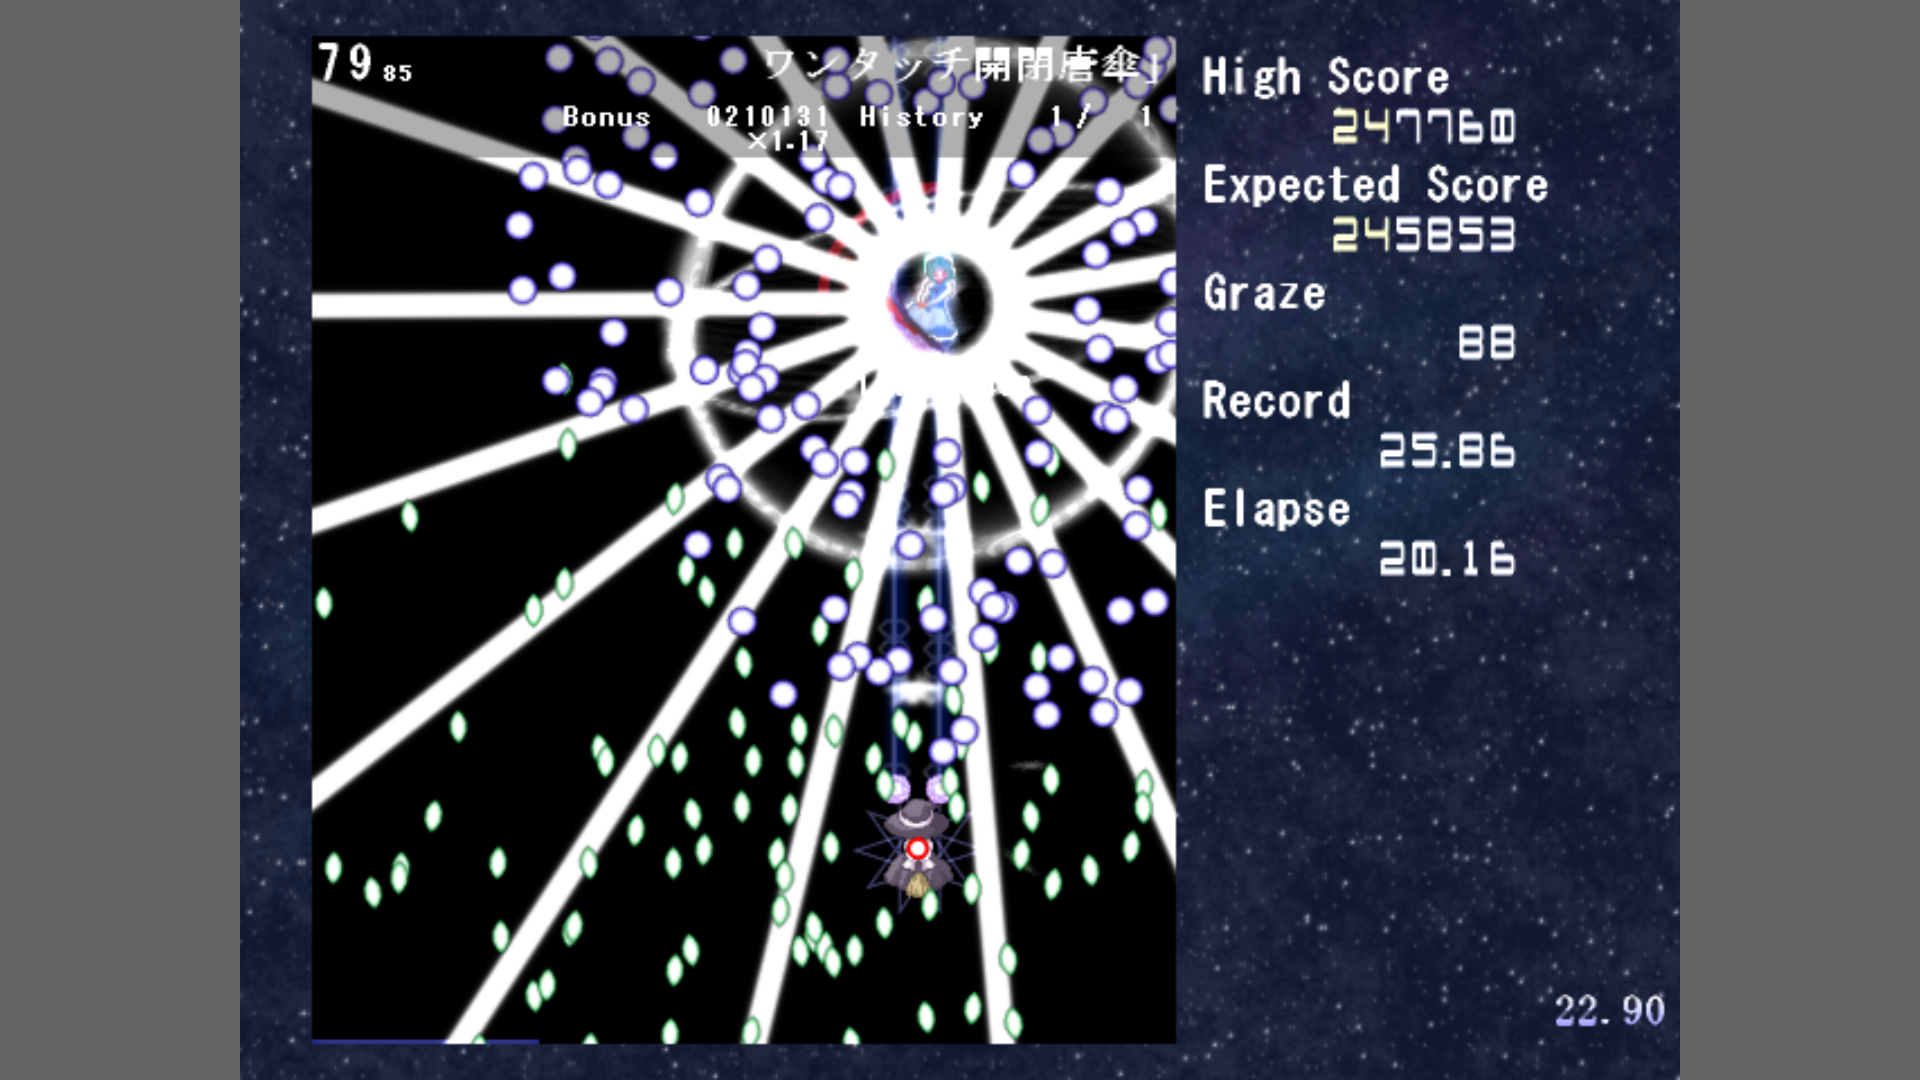 79 85
ワンタッチ開閉唐傘」
Bonus 0210131 History 1/ 1
×1.17
High Score
247760
Expected Score
245853
Graze
88
Record
25.86
Elapse
20.16
22.90